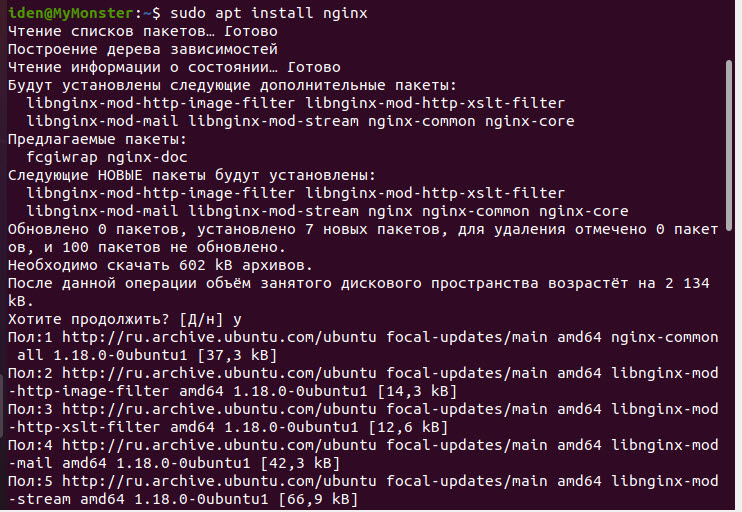 iden@MyMonster:~$ sudo apt install nginx
Чтение списков пакетов… Готово
Построение дерева зависимостей
Чтение информации о состоянии… Готово
Будут установлены следующие дополнительные пакеты:
  libnginx-mod-http-image-filter libnginx-mod-http-xslt-filter
  libnginx-mod-mail libnginx-mod-stream nginx-common nginx-core
Предлагаемые пакеты:
  fcgiwrap nginx-doc
Следующие НОВЫЕ пакеты будут установлены:
  libnginx-mod-http-image-filter libnginx-mod-http-xslt-filter
  libnginx-mod-mail libnginx-mod-stream nginx nginx-common nginx-core
Обновлено 0 пакетов, установлено 7 новых пакетов, для удаления отмечено 0 пакет
ов, и 100 пакетов не обновлено.
Необходимо скачать 602 kB архивов.
После данной операции объём занятого дискового пространства возрастёт на 2 134
kB.
Хотите продолжить? [Д/н] y
Пол:1 http://ru.archive.ubuntu.com/ubuntu focal-updates/main amd64 nginx-common
 all 1.18.0-0ubuntu1 [37,3 kB]
Пол:2 http://ru.archive.ubuntu.com/ubuntu focal-updates/main amd64 libnginx-mod
-http-image-filter amd64 1.18.0-0ubuntu1 [14,3 kB]
Пол:3 http://ru.archive.ubuntu.com/ubuntu focal-updates/main amd64 libnginx-mod
-http-xslt-filter amd64 1.18.0-0ubuntu1 [12,6 kB]
Пол:4 http://ru.archive.ubuntu.com/ubuntu focal-updates/main amd64 libnginx-mod
-mail amd64 1.18.0-0ubuntu1 [42,3 kB]
Пол:5 http://ru.archive.ubuntu.com/ubuntu focal-updates/main amd64 libnginx-mod
-stream amd64 1.18.0-0ubuntu1 [66,9 kB]